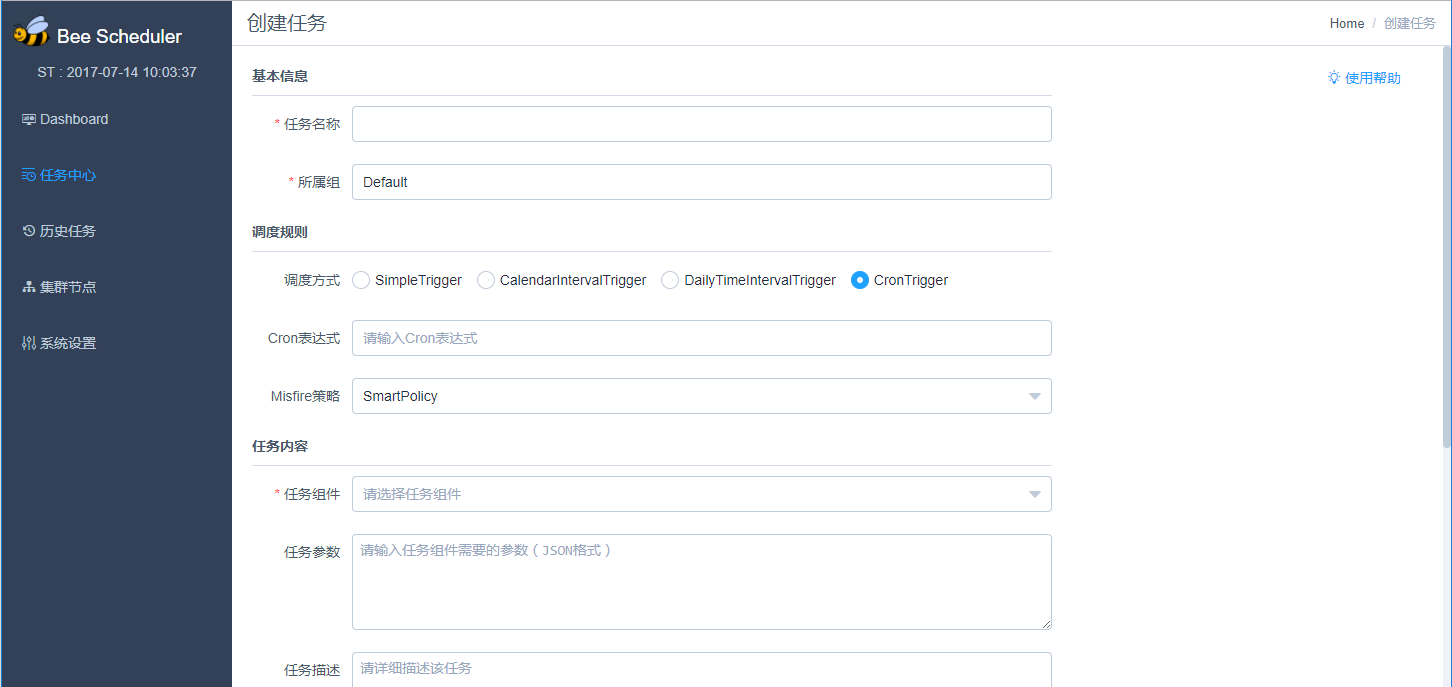 Bee Scheduler
ST : 2017-07-14 10:03:37
Dashboard
任务中心
历史任务
集群节点
系统设置
创建任务
Home / 创建任务
基本信息
使用帮助
* 任务名称
* 所属组 Default
调度规则
调度方式 SimpleTrigger CalendarIntervalTrigger DailyTimeIntervalTrigger CronTrigger
Cron表达式 请输入Cron表达式
Misfire策略 SmartPolicy
任务内容
* 任务组件 请选择任务组件
任务参数 请输入任务组件需要的参数（JSON格式）
任务描述 请详细描述该任务